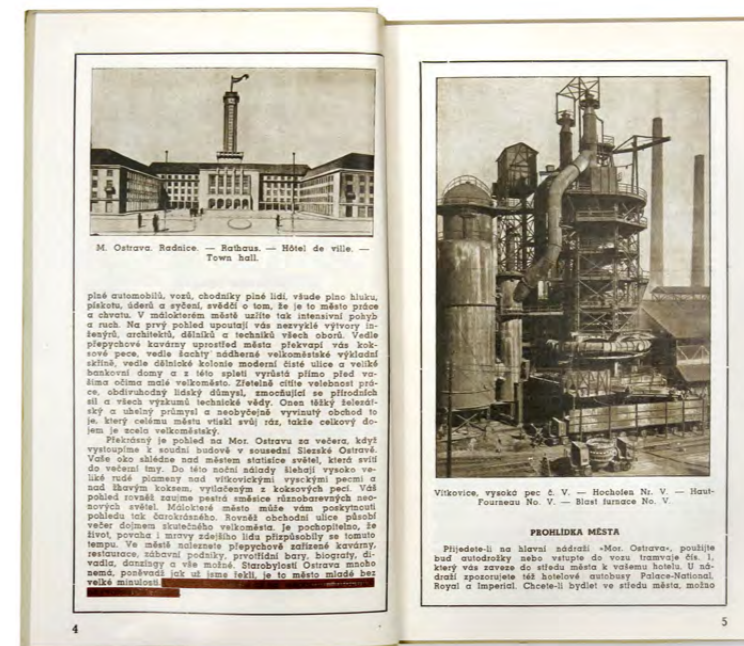 M. Ostrava. Radnice. — Rathaus. — Hôtel de ville. —
Town hall.
plné automobilů, vozů, chodníky plné lidí, všude plno hluku,
pískotu, úderů a syčení, svědčí o tom, že je to město práce
a chvatu. V málokterém městě uzříte tak intensivní pohyb
a ruch. Na prvý pohled upoutají vás nezvyklé výtvory in-
ženýrů, architektů, dělníků a techniků všech oborů. Vedle
přepychové kavárny uprostřed města překvapí vás kok-
sové pece, vedle šachty nádherné velkoměstské výkladní
skříně, vedle dělnické kolonie moderní čisté ulice a veliké
bankovní domy a z této spleti vyrůstá přímo před va-
šima očima malé velkoměsto. Zřetelně cítíte velebnost prá-
ce, obdivuhodný lidský důmysl, zmocňující se přírodních
sil a všech výzkumů technické vědy. Onen těžký železář-
ský a uhelný průmysl a neobyčejně vyvinutý obchod to
je, který celému městu vtiskl svůj ráz, takže celkový do-
jem je zcela velkoměstský.
Překrásný je pohled na Mor. Ostravu za večera, když
vystoupíme k soudní budově v sousední Slezské Ostravě.
Vaše oko shlédne nad městem statisíce světel, která svítí
do večerní tmy. Do této noční nálady šlehají vysoko ve-
liké rudé plameny nad vítkovickými vysokými pecmi a
nad žhavým koksem, vytlačeným z koksových pecí. Váš
pohled rovněž zaujme pestrá směsice různobarevných neo-
nových světel. Málokteré město může vám poskytnouti
pohledu tak čarokrásného. Rovněž obchodní ulice působí
večer dojmem skutečného velkoměsta. Je pochopitelno, že
život, povaha i mravy zdejšího lidu přizpůsobily se tomuto
tempu. Ve městě naleznete přepychově zařízené kavárny,
restaurace, zábavní podniky, prvotřídní bary, biografy, di-
vadla, dancingy a vše možné. Starobylostí Ostrava mnoho
nemá, poněvadž jak už jsme řekli, je to město mladé bez
velké minulosti.
4
Vítkovice, vysoká pec č. V. — Hochofen Nr. V. — Haut-
Fourneau No. V. — Blast furnace No. V.
PROHLÍDKA MĚSTA
Přijedete-li na hlavní nádraží »Mor. Ostrava«, použijte
buď autodrožky nebo vstupte do vozu tramvaje čís. 1,
který vás zaveze do středu města k vašemu hotelu. U ná-
draží zpozorujete též hotelové autobusy Palace-National,
Royal a Imperial. Chcete-li bydlet ve středu města, možno
5